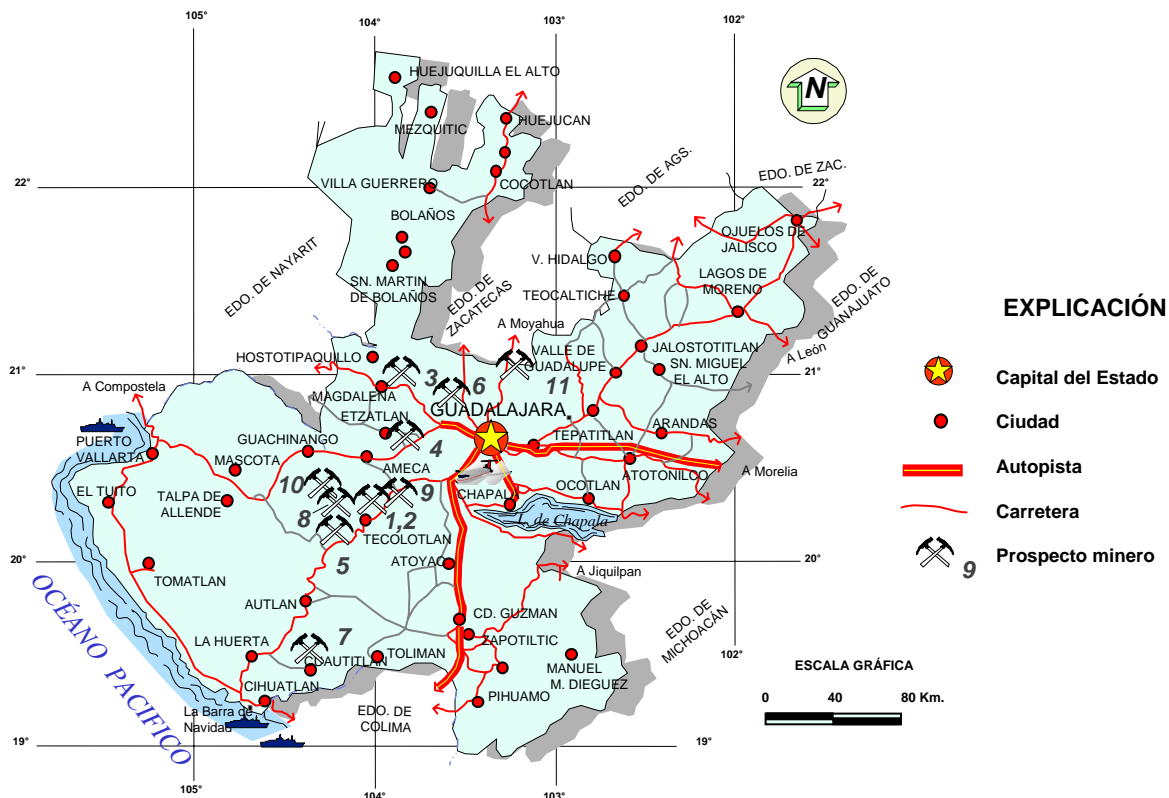 105°
104°
103°
102°
HUEJUQUILLA EL ALTO
MEZQUITIC
HUEJUCAN
N
22°
VILLA GUERRERO
COCOTLAN
EDO. DE AGS.
EDO. DE ZAC.
22°
BOLAÑOS
OJUELOS DE
JALISCO
EDO. DE NAYARIT
V. HIDALGO
SN. MARTIN
DE BOLAÑOS
EDO. DE
ZACATECAS
TEOCALTICHE
LAGOS DE
MORENO
EDO. DE
GUANAJUATO
EXPLICACIÓN
A Moyahua
HOSTOTIPAQUILLO
VALLE DE
GUADALUPE
JALOSTOTITLAN
SN. MIGUEL
EL ALTO
A León
21°
21°
A Compostela
MAGDALENA
3
6
11
Capital del Estado
ETZATLAN
GUADALAJARA.
Ciudad
PUERTO
VALLARTA
GUACHINANGO
4
TEPATITLAN
ARANDAS
MASCOTA
AMECA
ATOTONILCO
A Morelia
Autopista
EL TUITO
TALPA DE
ALLENDE
10
8
1,2
9
CHAPALA
OCOTLAN
L. de Chapala
Carretera
TECOLOTLAN
5
ATOYAC
20°
20°
Prospecto minero
9
TOMATLAN
A Jiquilpan
AUTLAN
CD. GUZMAN
EDO. DE
MICHOACÁN
OCÉANO PACIFICO
LA HUERTA
7
ZAPOTILTIC
102°
CUAUTITLAN
TOLIMAN
MANUEL
M. DIEGUEZ
ESCALA GRÁFICA
CIHUATLAN
PIHUAMO
0
40
80 Km.
La Barra de
Navidad
EDO. DE
COLIMA
19°
19°
105°
104°
103°